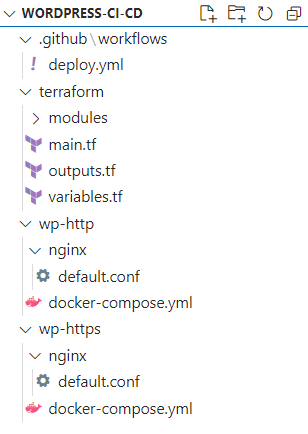 WORDPRESS-CI-CD
.github\workflows
deploy.yml
terraform
modules
main.tf
outputs.tf
variables.tf
wp-http
nginx
default.conf
docker-compose.yml
wp-https
nginx
default.conf
docker-compose.yml